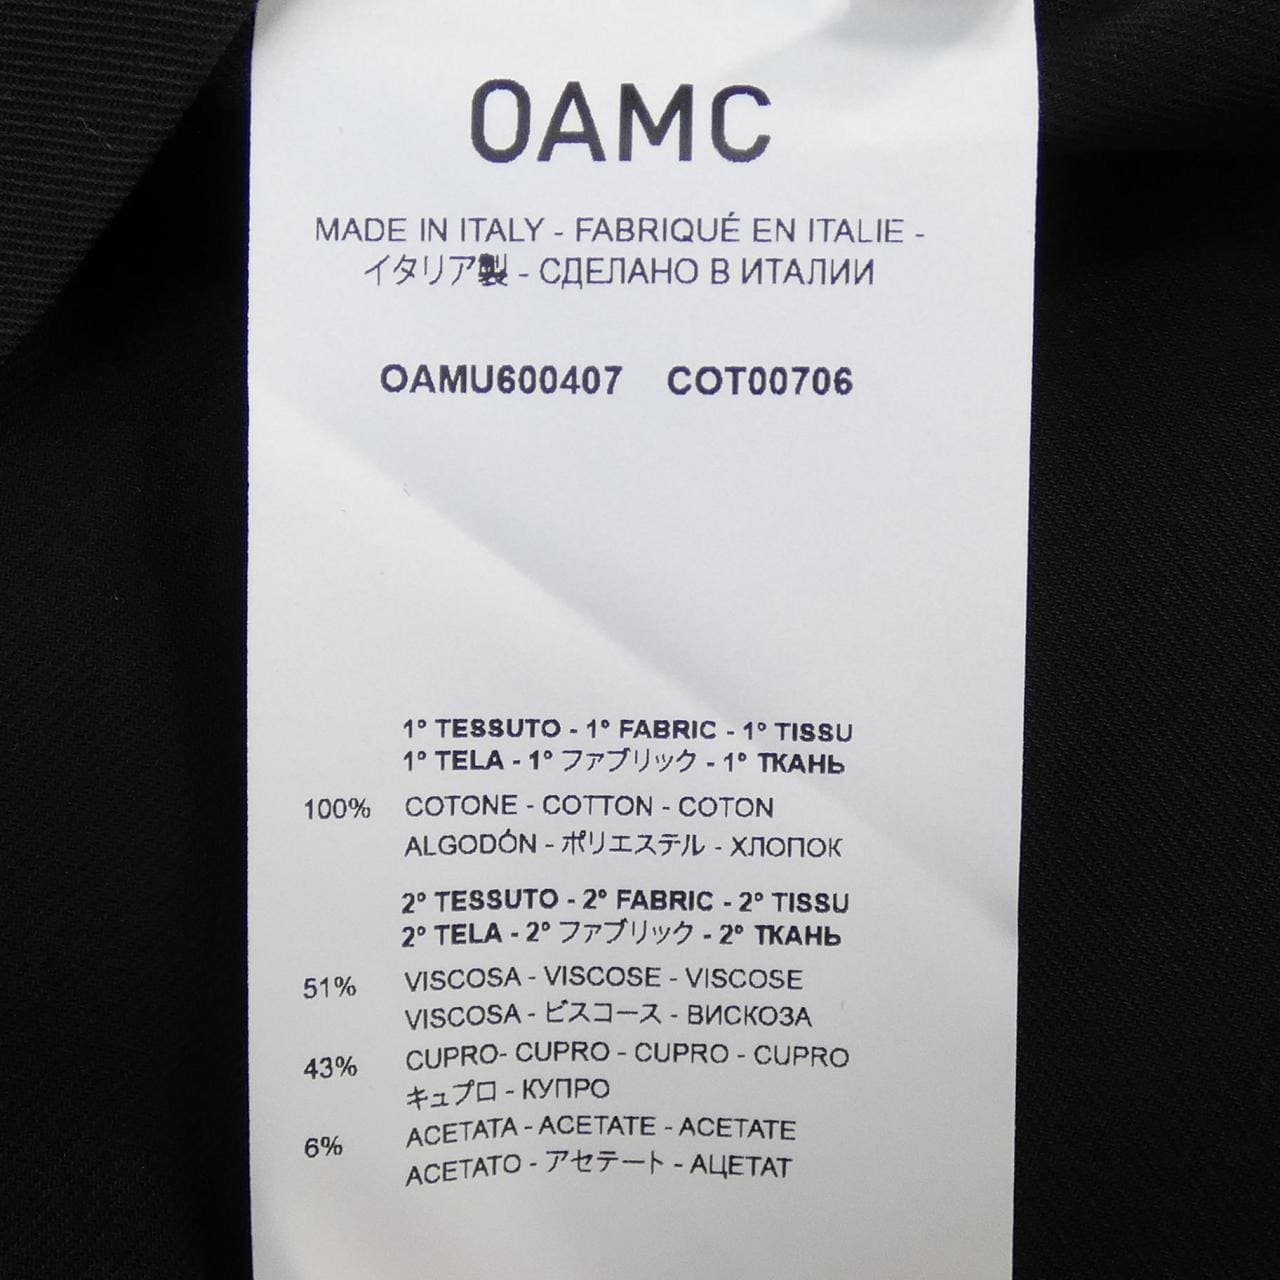 OAMC
MADE IN ITALY - FABRIQUÉ EN ITALIE -
イタリア製 - СДЕЛАНО В ИТАЛИИ
OAMU600407 COT00706
1° TESSUTO - 1° FABRIC - 1° TISSU
1° TELA - 1° ファブリック - 1° ТКАНЬ
100% COTONE - COTTON - COTON
ALGODÓN - ポリエステル - ХЛОПОК
2° TESSUTO - 2° FABRIC - 2° TISSU
2° TELA - 2° ファブリック - 2° ТКАНЬ
51% VISCOSA - VISCOSE - VISCOSE
VISCOSA - ビスコース - ВИСКОЗА
43% CUPRO- CUPRO - CUPRO - CUPRO
キュプロ - КУПРО
6% ACETATA - ACETATE - ACETATE
ACETATO - アセテート - АЦЕТАТ